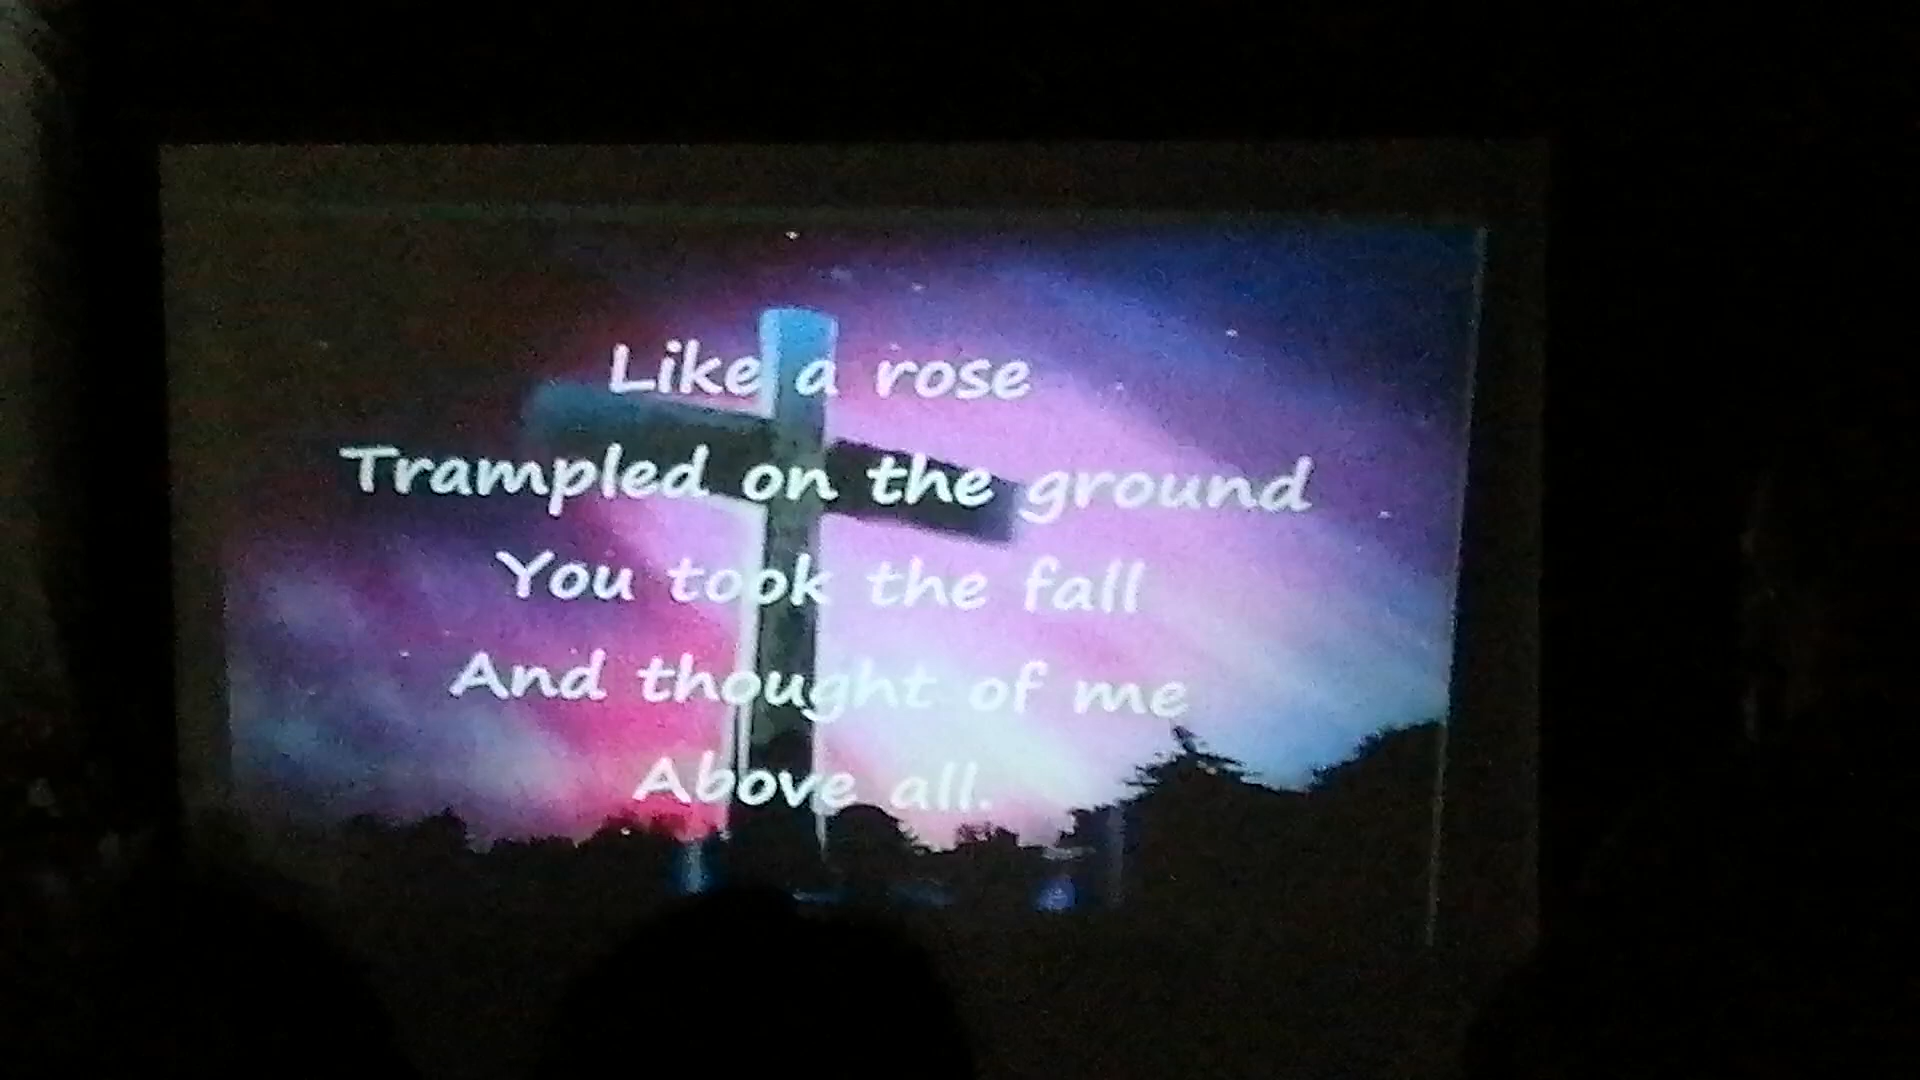 Like a rose
Trampled on the ground
You took the fall
And thought of me
Above all.